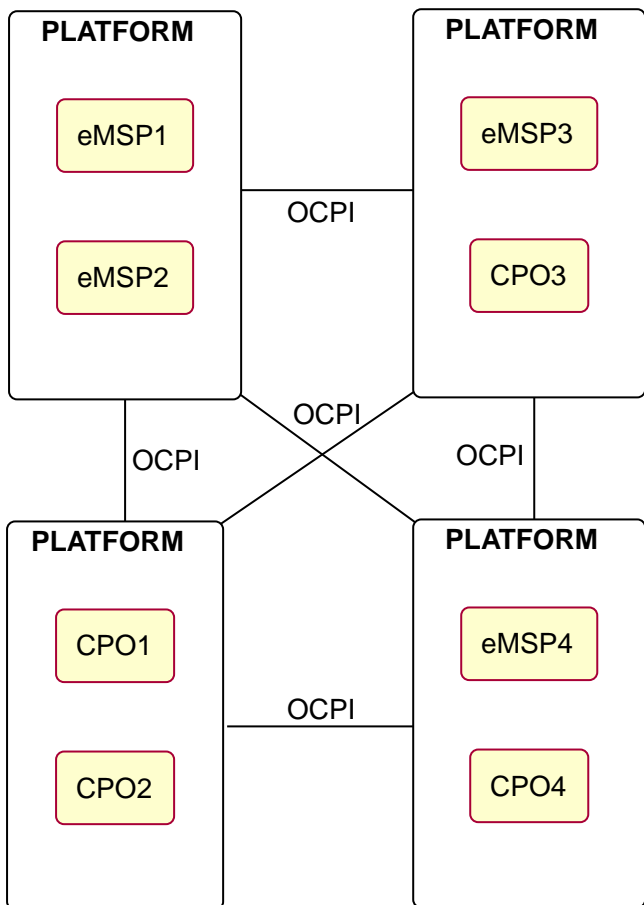 PLATFORM
eMSP1
eMSP2
PLATFORM
eMSP3
CPO3
OCPI
OCPI
OCPI
OCPI
PLATFORM
CPO1
CPO2
PLATFORM
eMSP4
CPO4
OCPI